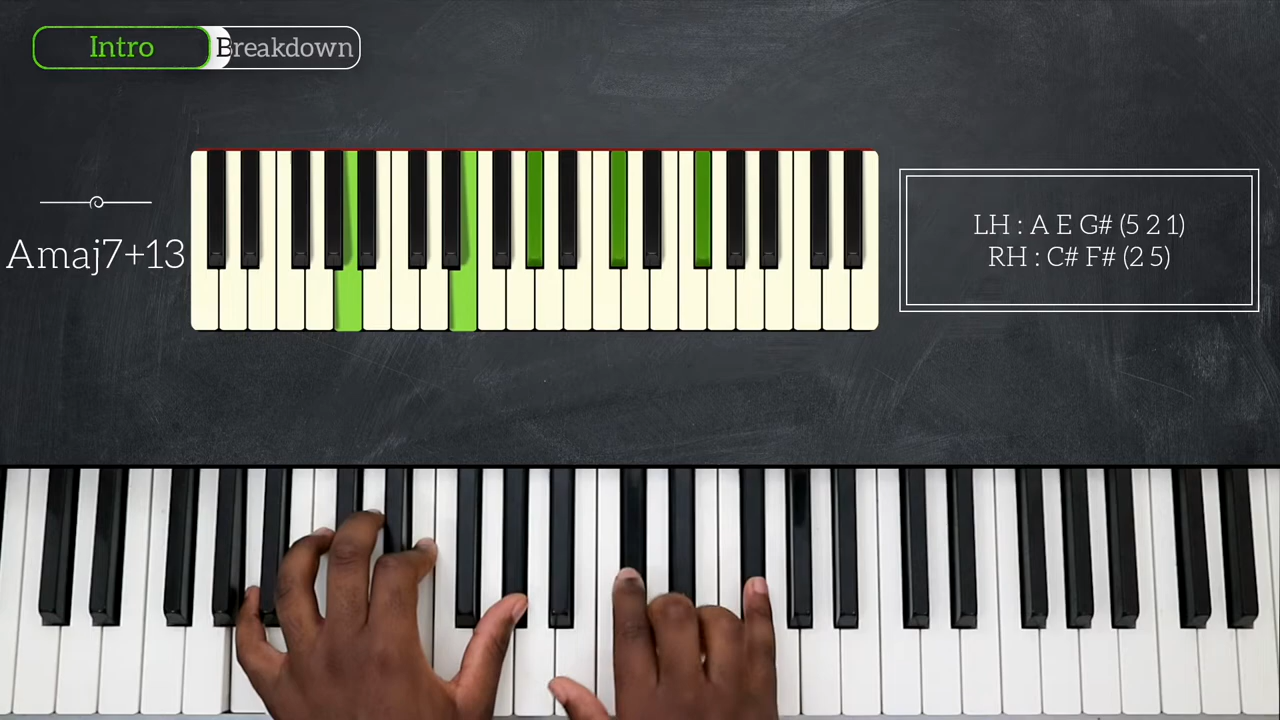 Intro Breakdown
Amaj7+13
LH : A E G# (5 2 1)
RH : C# F# (2 5)